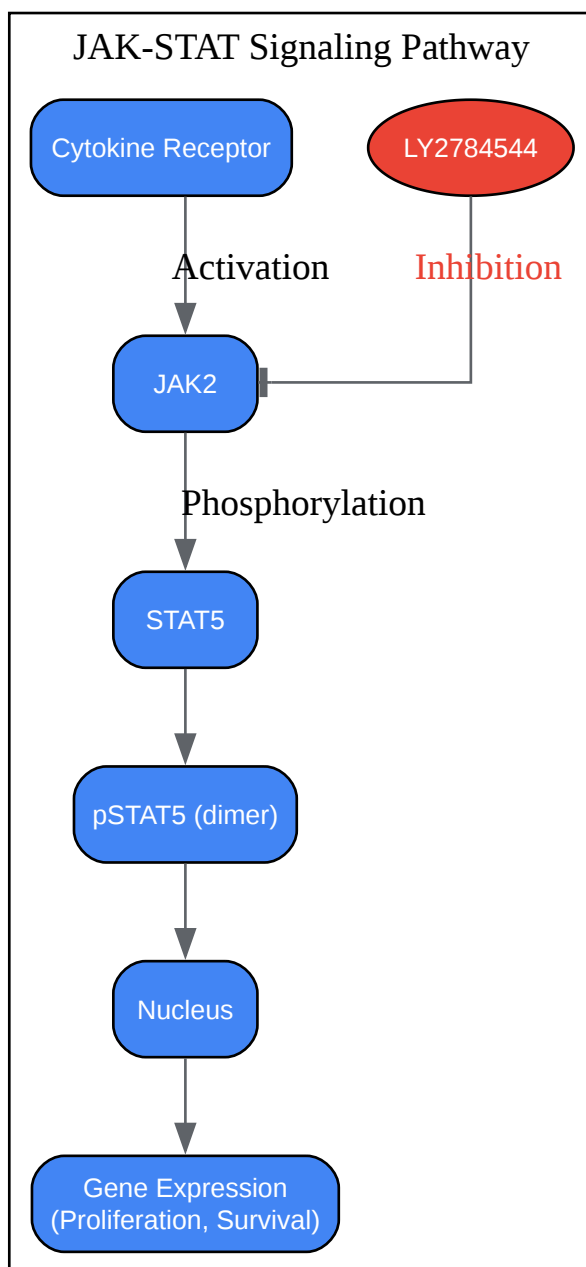 JAK-STAT Signaling Pathway
Cytokine Receptor
LY2784544
Activation
Inhibition
JAK2
Phosphorylation
STAT5
pSTAT5 (dimer)
Nucleus
Gene Expression
(Proliferation, Survival)